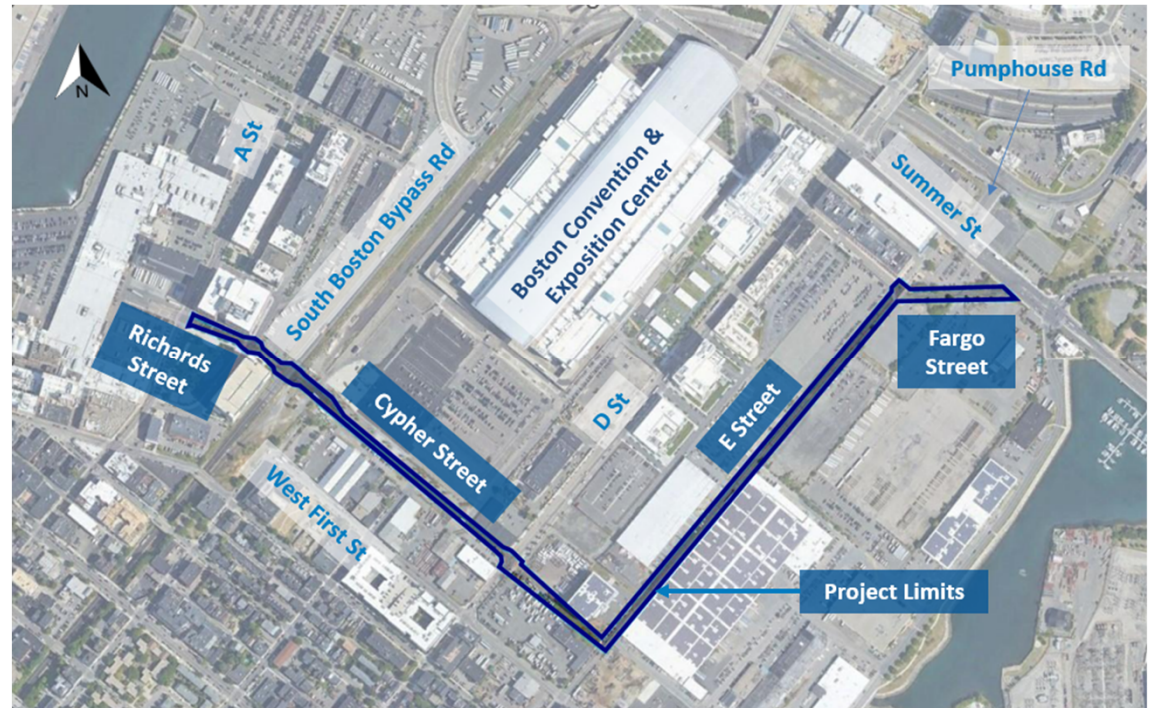 Pumphouse Rd
A St
South Boston Bypass Rd
Boston Convention &
Exposition Center
Summer St
Richards
Street
Cypher Street
D St
E Street
Fargo
Street
West First St
Project Limits
N